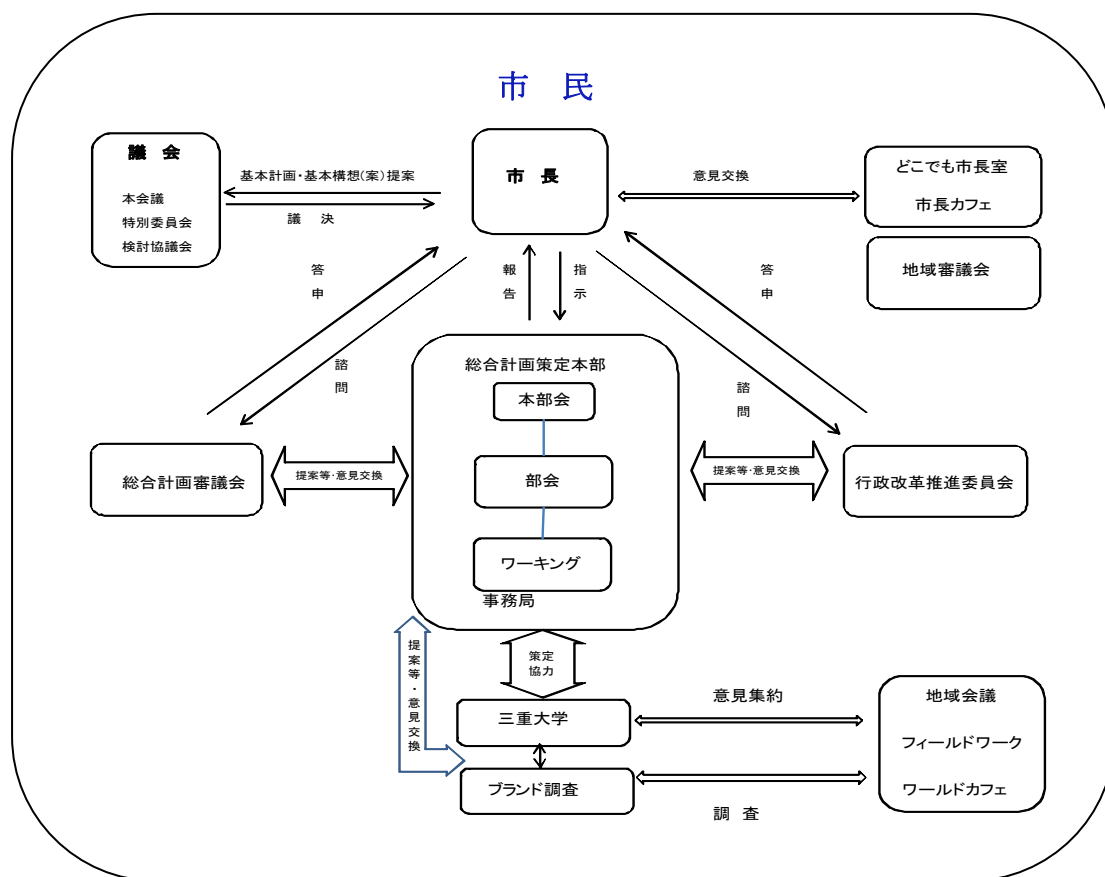 市 民
議 会
本会議
特別委員会
検討協議会
基本計画・基本構想(案)提案
議 決
市 長
意見交換
どこでも市長室
市長カフェ
地域審議会
答申
諮問
報告
指示
答申
諮問
総合計画策定本部
本部会
部会
ワーキング
事務局
総合計画審議会
提案等・意見交換
提案等・意見交換
行政改革推進委員会
提案等・意見交換
策定
協力
三重大学
ブランド調査
意見集約
調 査
地域会議
フィールドワーク
ワールドカフェ